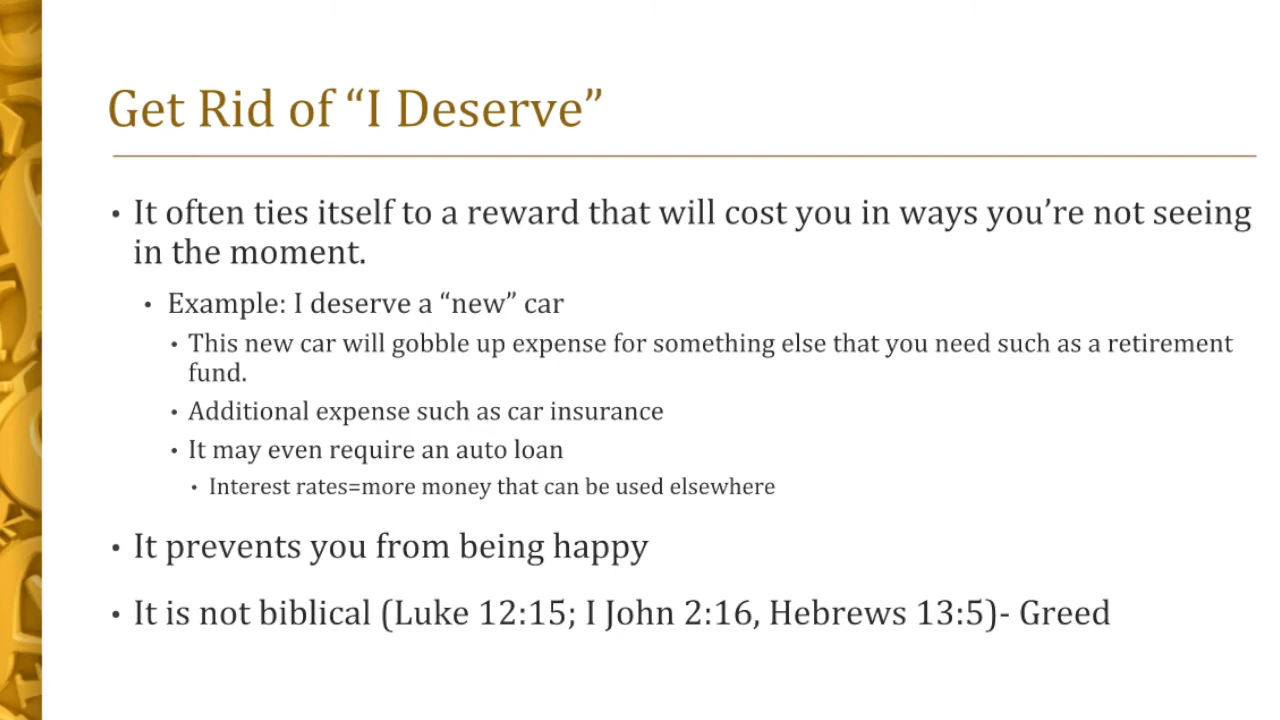 Get Rid of “I Deserve”
• It often ties itself to a reward that will cost you in ways you’re not seeing
in the moment.
• Example: I deserve a “new” car
• This new car will gobble up expense for something else that you need such as a retirement
fund.
• Additional expense such as car insurance
• It may even require an auto loan
• Interest rates=more money that can be used elsewhere
• It prevents you from being happy
• It is not biblical (Luke 12:15; I John 2:16, Hebrews 13:5)- Greed